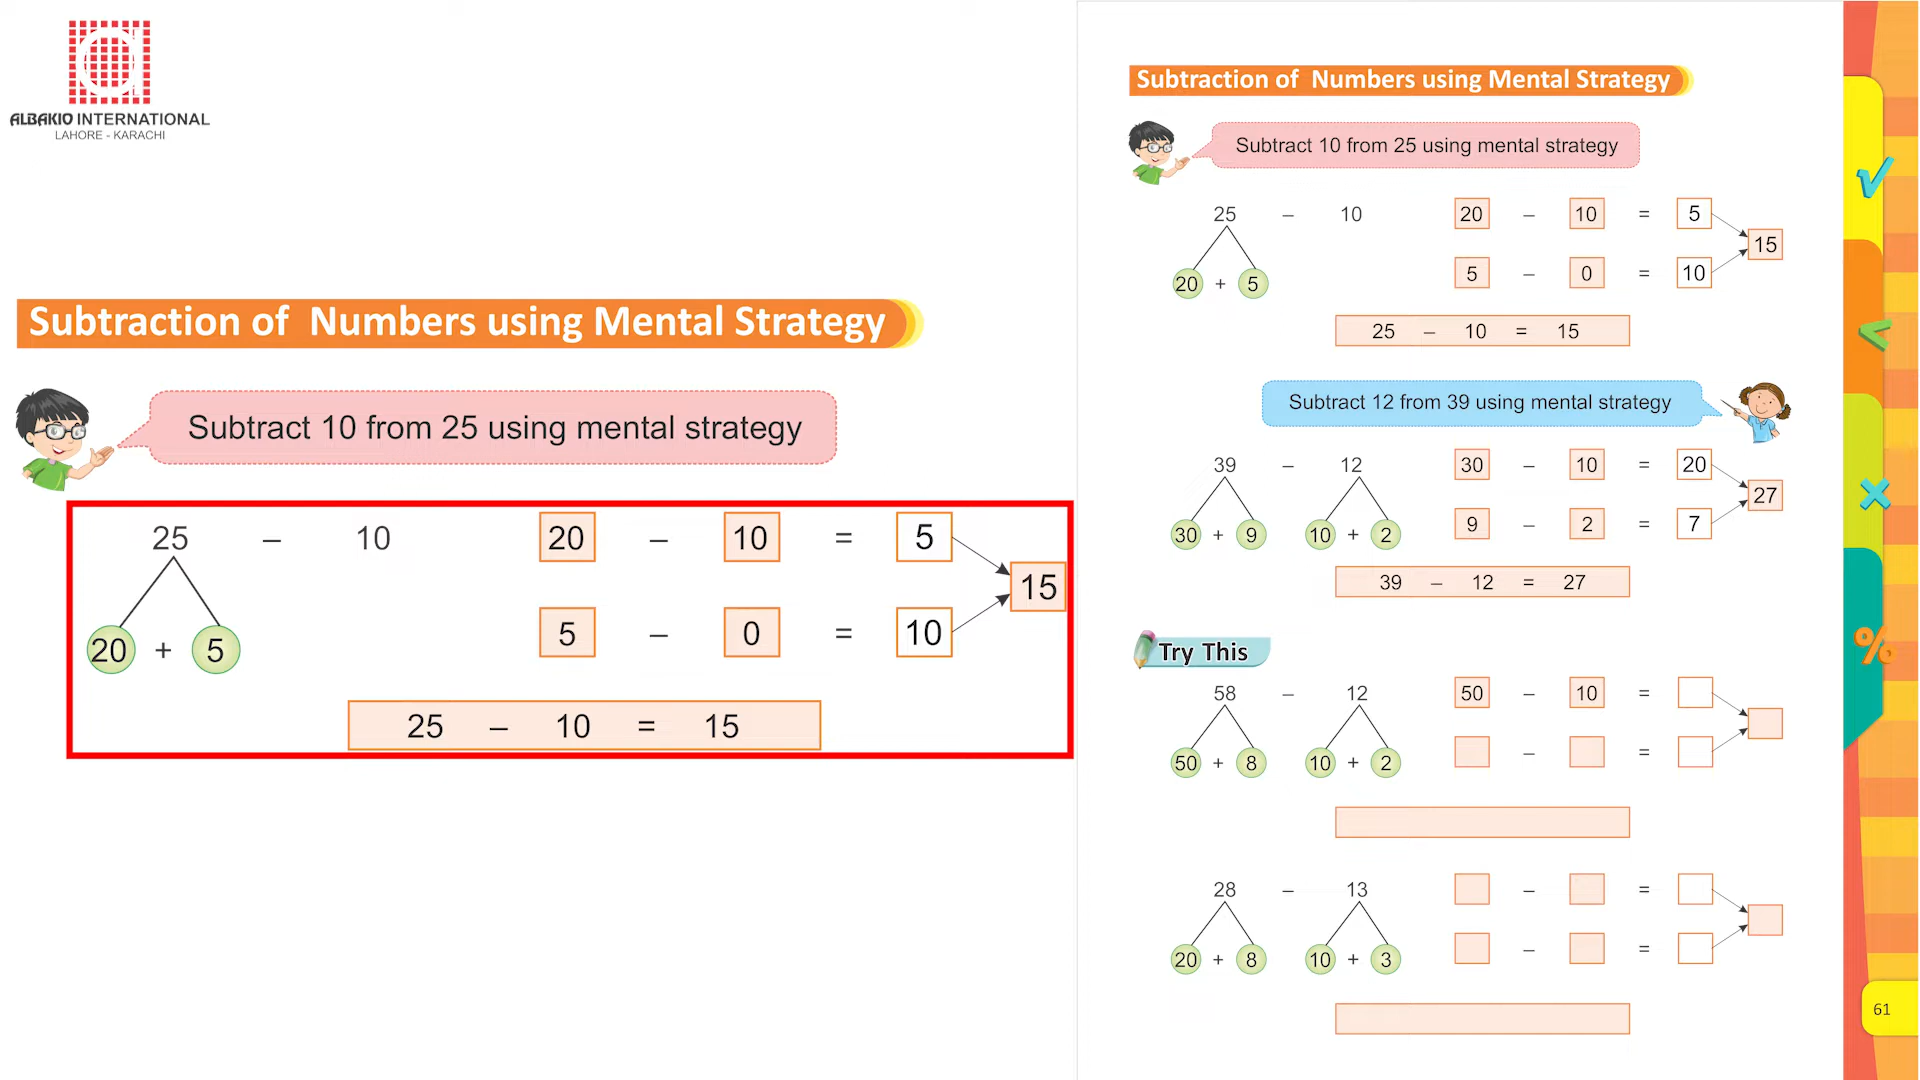 ALBAKIO INTERNATIONAL
LAHORE - KARACHI
Subtraction of Numbers using Mental Strategy
Subtract 10 from 25 using mental strategy
25 – 10 20 – 10 = 5
15
20 + 5 5 – 0 = 10
25 – 10 = 15
Subtraction of Numbers using Mental Strategy
Subtract 10 from 25 using mental strategy
25 – 10 20 – 10 = 5
15
20 + 5 5 – 0 = 10
25 – 10 = 15
Subtract 12 from 39 using mental strategy
39 – 12 30 – 10 = 20
27
30 + 9 10 + 2 9 – 2 = 7
39 – 12 = 27
Try This
58 – 12 50 – 10 =
50 + 8 10 + 2 – =
28 – 13 – =
20 + 8 10 + 3 – =
√
<
×
%
61